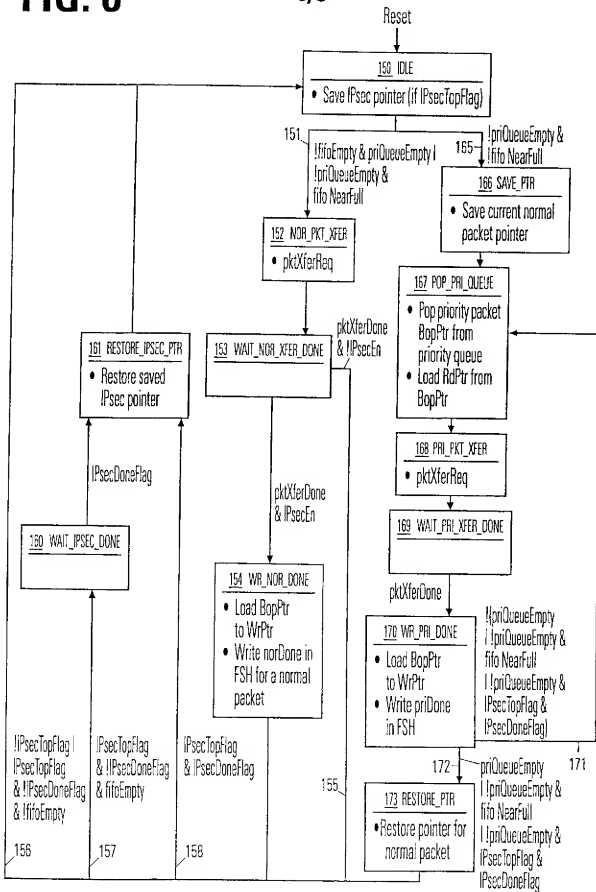 FIG. 6
Reset
150 IDLE
• Save IPsec pointer (if IPsecTopFlag)
151
!fifoEmpty & priQueueEmpty |
!priQueueEmpty &
fifo NearFull
165
!priQueueEmpty &
!fifo NearFull
166 SAVE_PTR
• Save current normal
packet pointer
152 NOR_PKT_XFER
• pktXferReq
167 POP_PRI_QUEUE
• Pop priority packet
BopPtr from
priority queue
• Load RdPtr from
BopPtr
161 RESTORE_IPSEC_PTR
• Restore saved
IPsec pointer
153 WAIT_NOR_XFER_DONE
pktXferDone
& !IPsecEn
168 PRI_PKT_XFER
• pktXferReq
IPsecDoneFlag
pktXferDone
& IPsecEn
169 WAIT_PRI_XFER_DONE
160 WAIT_IPSEC_DONE
pktXferDone
154 WR_NOR_DONE
• Load BopPtr
to WrPtr
• Write norDone in
FSH for a normal
packet
170 WR_PRI_DONE
• Load BopPtr
to WrPtr
• Write priDone
in FSH
!(priQueueEmpty
| !priQueueEmpty &
fifo NearFull
| !priQueueEmpty &
IPsecTopFlag &
IPsecDoneFlag)
171
!IPsecTopFlag |
IPsecTopFlag
& !IPsecDoneFlag
& !fifoEmpty
156
IPsecTopFlag
& !IPsecDoneFlag
& fifoEmpty
157
IPsecTopFlag
& IPsecDoneFlag
158
155
172
priQueueEmpty
| !priQueueEmpty &
fifo NearFull
| !priQueueEmpty &
IPsecTopFlag &
IPsecDoneFlag
173 RESTORE_PTR
• Restore pointer for
normal packet